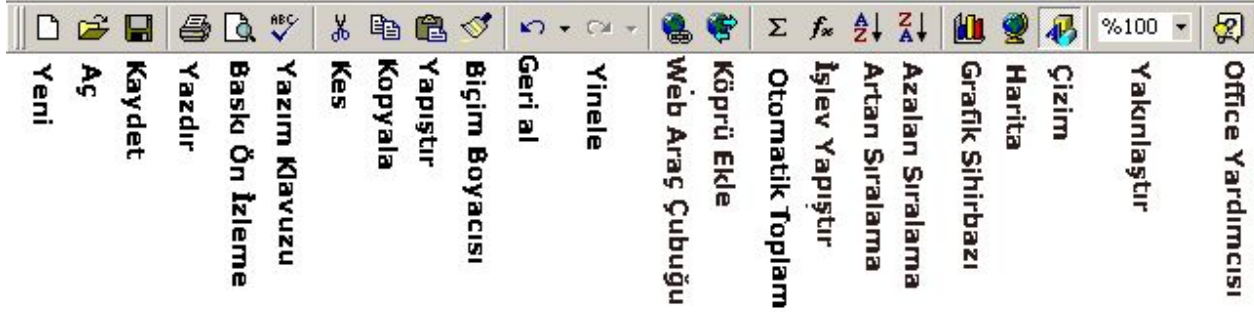 %100
Yeni
Aç
Kaydet
Yazdır
Baskı Ön İzleme
Yazım Klavuzu
Kes
Kopyala
Yapıştır
Biçim Boyacısı
Geri al
Yinele
Web Araç Çubuğu
Köprü Ekle
Otomatik Toplam
İşlev Yapıştır
Artan Sıralama
Azalan Sıralama
Grafik Sihirbazı
Harita
Çizim
Yakınlaştır
Office Yardımcısı